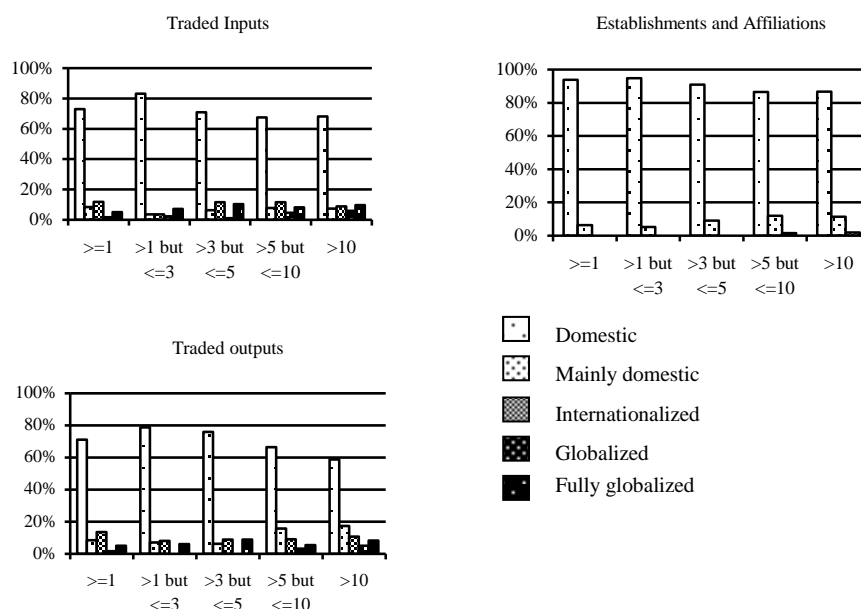 Traded Inputs
100%
80%
60%
40%
20%
0%
>=1
>1 but
<=3
>3 but
<=5
>5 but
<=10
>10
Establishments and Affiliations
100%
80%
60%
40%
20%
0%
>=1
>1 but
<=3
>3 but
<=5
>5 but
<=10
>10
Domestic
Mainly domestic
Internationalized
Globalized
Fully globalized
Traded outputs
100%
80%
60%
40%
20%
0%
>=1
>1 but
<=3
>3 but
<=5
>5 but
<=10
>10